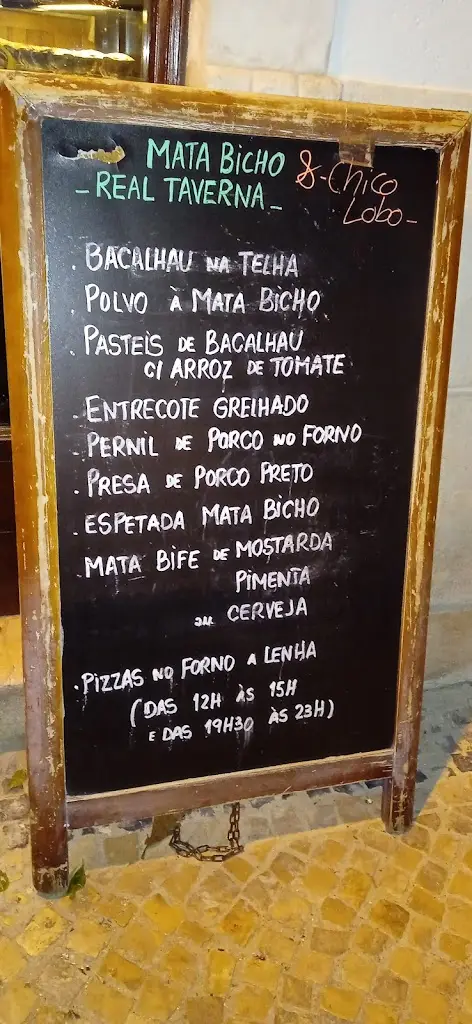 MATA BICHO
- REAL TAVERNA -
& - Chico
Lobo -
. BACALHAU NA TELHA
. POLVO À MATA BICHO
. PASTEIS DE BACALHAU
C/ ARROZ DE TOMATE
. ENTRECOTE GRELHADO
. PERNIL DE PORCO NO FORNO
. PRESA DE PORCO PRETO
. ESPETADA MATA BICHO
. MATA BIFE DE MOSTARDA
PIMENTA
OU CERVEJA
. PIZZAS NO FORNO A LENHA
(DAS 12H ÀS 15H
E DAS 19H30 ÀS 23H)